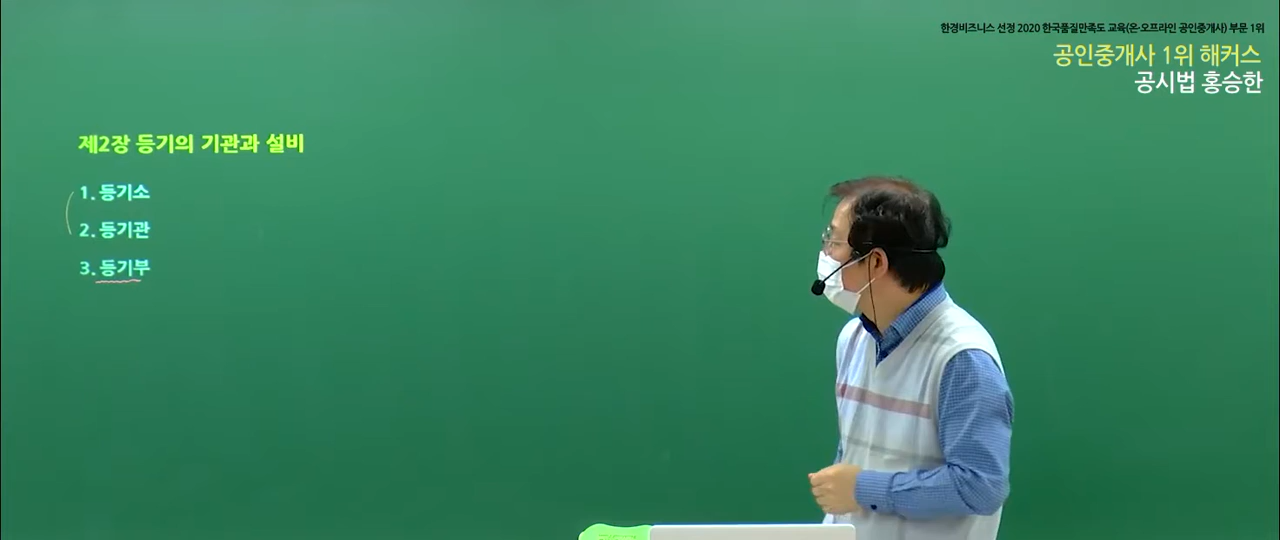 한경비즈니스 선정 2020 한국품질만족도 교육(온·오프라인 공인중개사) 부문 1위
공인중개사 1위 해커스
공시법 홍승한
제2장 등기의 기관과 설비
1. 등기소
2. 등기관
3. 등기부